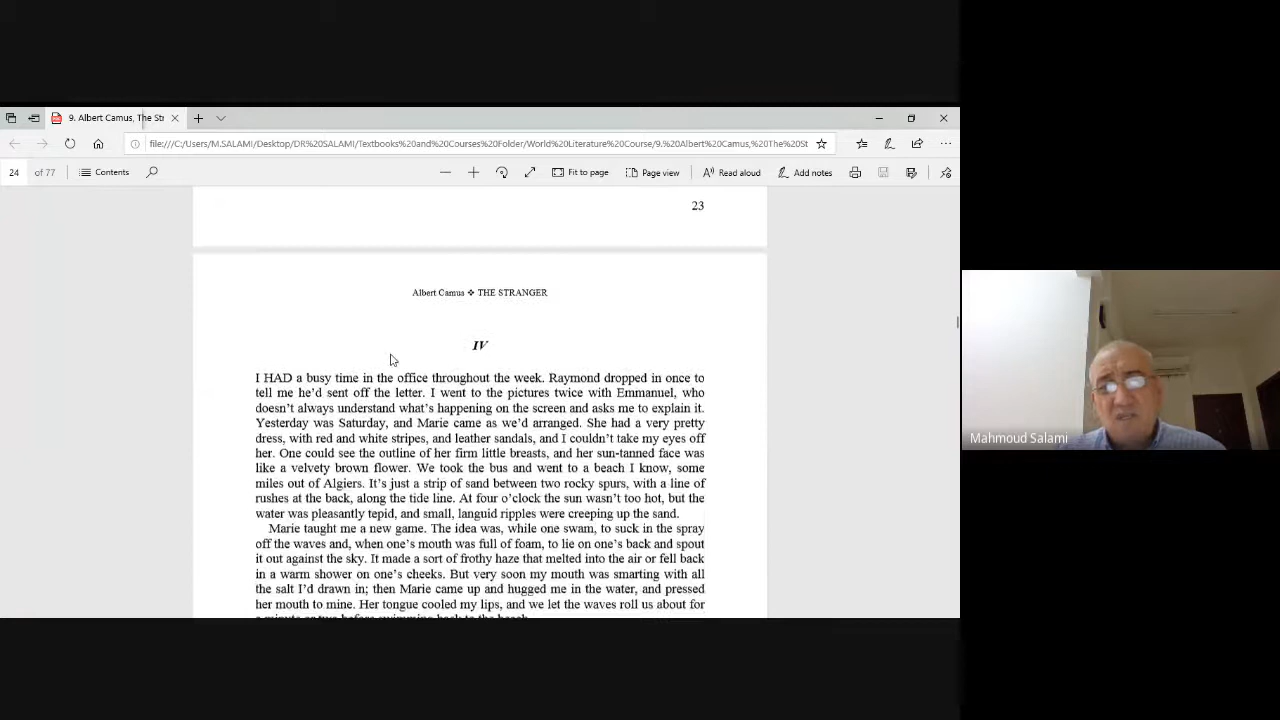 9. Albert Camus, The Str
file:///C:/Users/M.SALAMI/Desktop/DR%20SALAMI/Textbooks%20and%20Courses%20Folder/World%20Literature%20Course/9.%20Albert%20Camus,%20The%20St
24 of 77 Contents Fit to page Page view Read aloud Add notes
23
Albert Camus ❖ THE STRANGER
IV
I HAD a busy time in the office throughout the week. Raymond dropped in once to
tell me he’d sent off the letter. I went to the pictures twice with Emmanuel, who
doesn’t always understand what’s happening on the screen and asks me to explain it.
Yesterday was Saturday, and Marie came as we’d arranged. She had a very pretty
dress, with red and white stripes, and leather sandals, and I couldn’t take my eyes off
her. One could see the outline of her firm little breasts, and her sun-tanned face was
like a velvety brown flower. We took the bus and went to a beach I know, some
miles out of Algiers. It’s just a strip of sand between two rocky spurs, with a line of
rushes at the back, along the tide line. At four o’clock the sun wasn’t too hot, but the
water was pleasantly tepid, and small, languid ripples were creeping up the sand.
Marie taught me a new game. The idea was, while one swam, to suck in the spray
off the waves and, when one’s mouth was full of foam, to lie on one’s back and spout
it out against the sky. It made a sort of frothy haze that melted into the air or fell back
in a warm shower on one’s cheeks. But very soon my mouth was smarting with all
the salt I’d drawn in; then Marie came up and hugged me in the water, and pressed
her mouth to mine. Her tongue cooled my lips, and we let the waves roll us about for
a minute or two before swimming back to the beach.
Mahmoud Salami